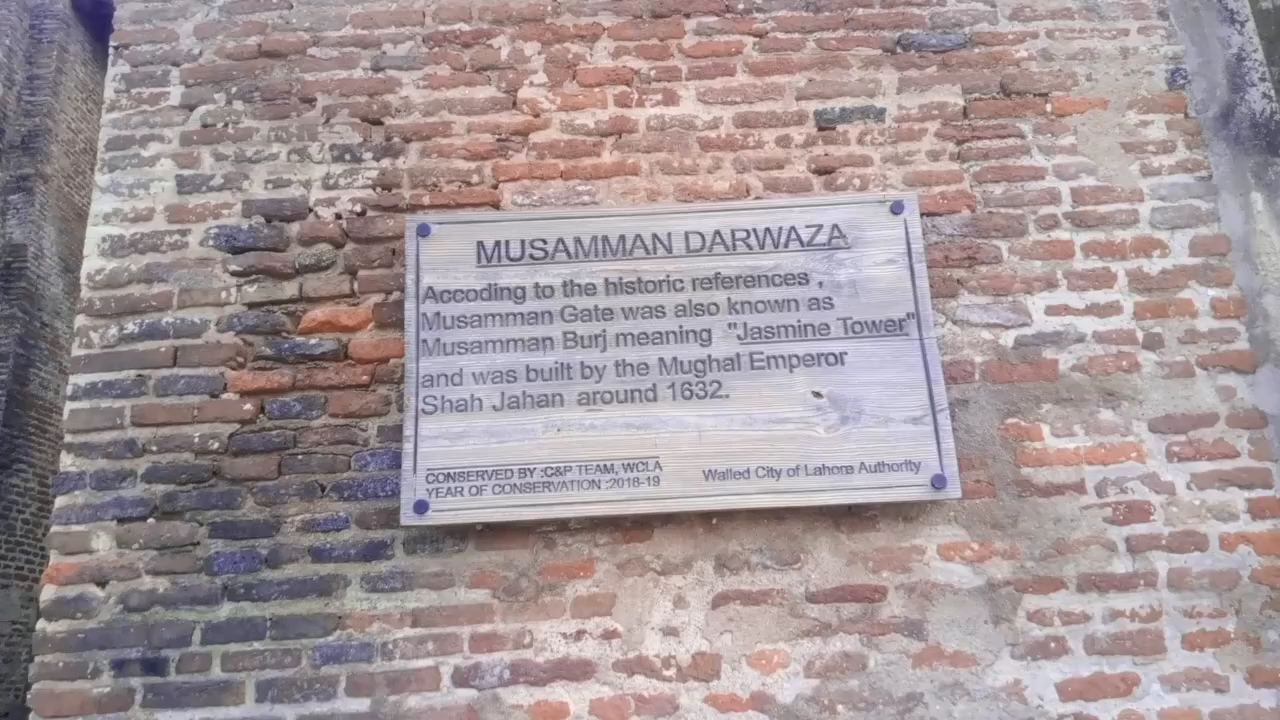 MUSAMMAN DARWAZA
Accoding to the historic references ,
Musamman Gate was also known as
Musamman Burj meaning "Jasmine Tower"
and was built by the Mughal Emperor
Shah Jahan around 1632.
CONSERVED BY :C&P TEAM, WCLA
YEAR OF CONSERVATION :2018-19
Walled City of Lahore Authority